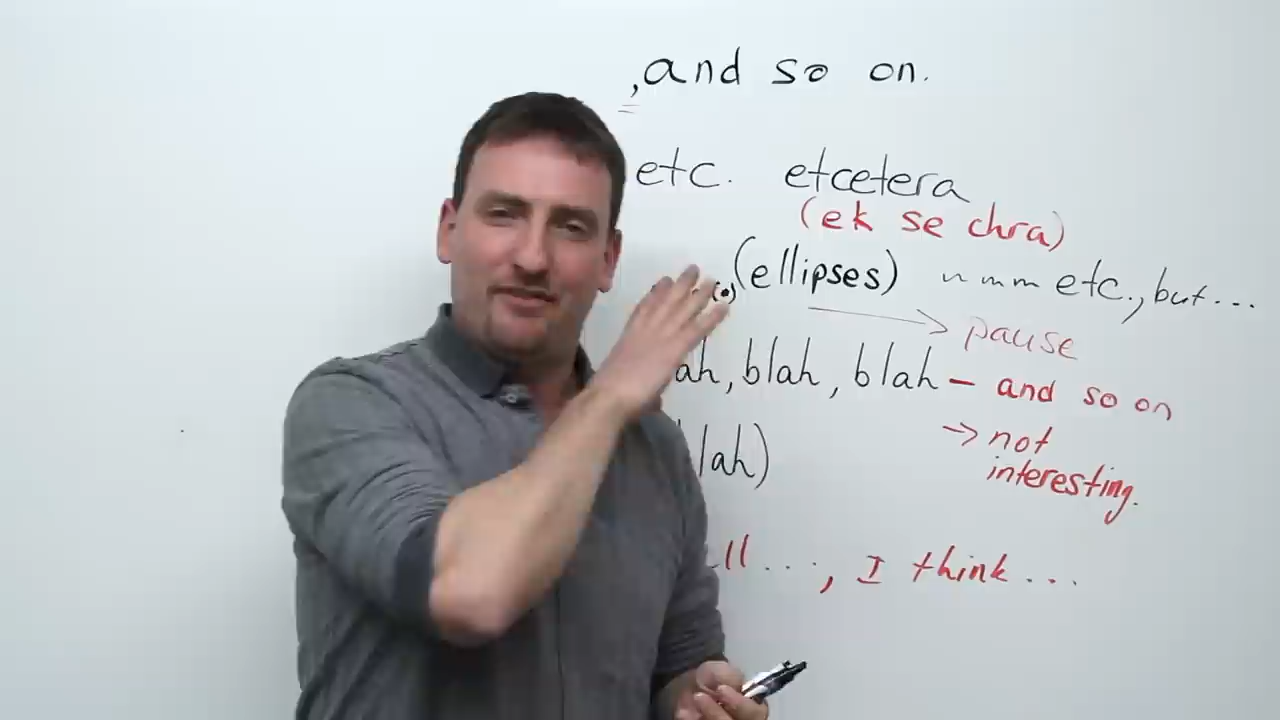 , and so on.
etc. etcetera
(ek se chra)
(ellipses) etc., but...
pause
ah, blah, blah – and so on
→ not
interesting.
lah)
ll..., I think...